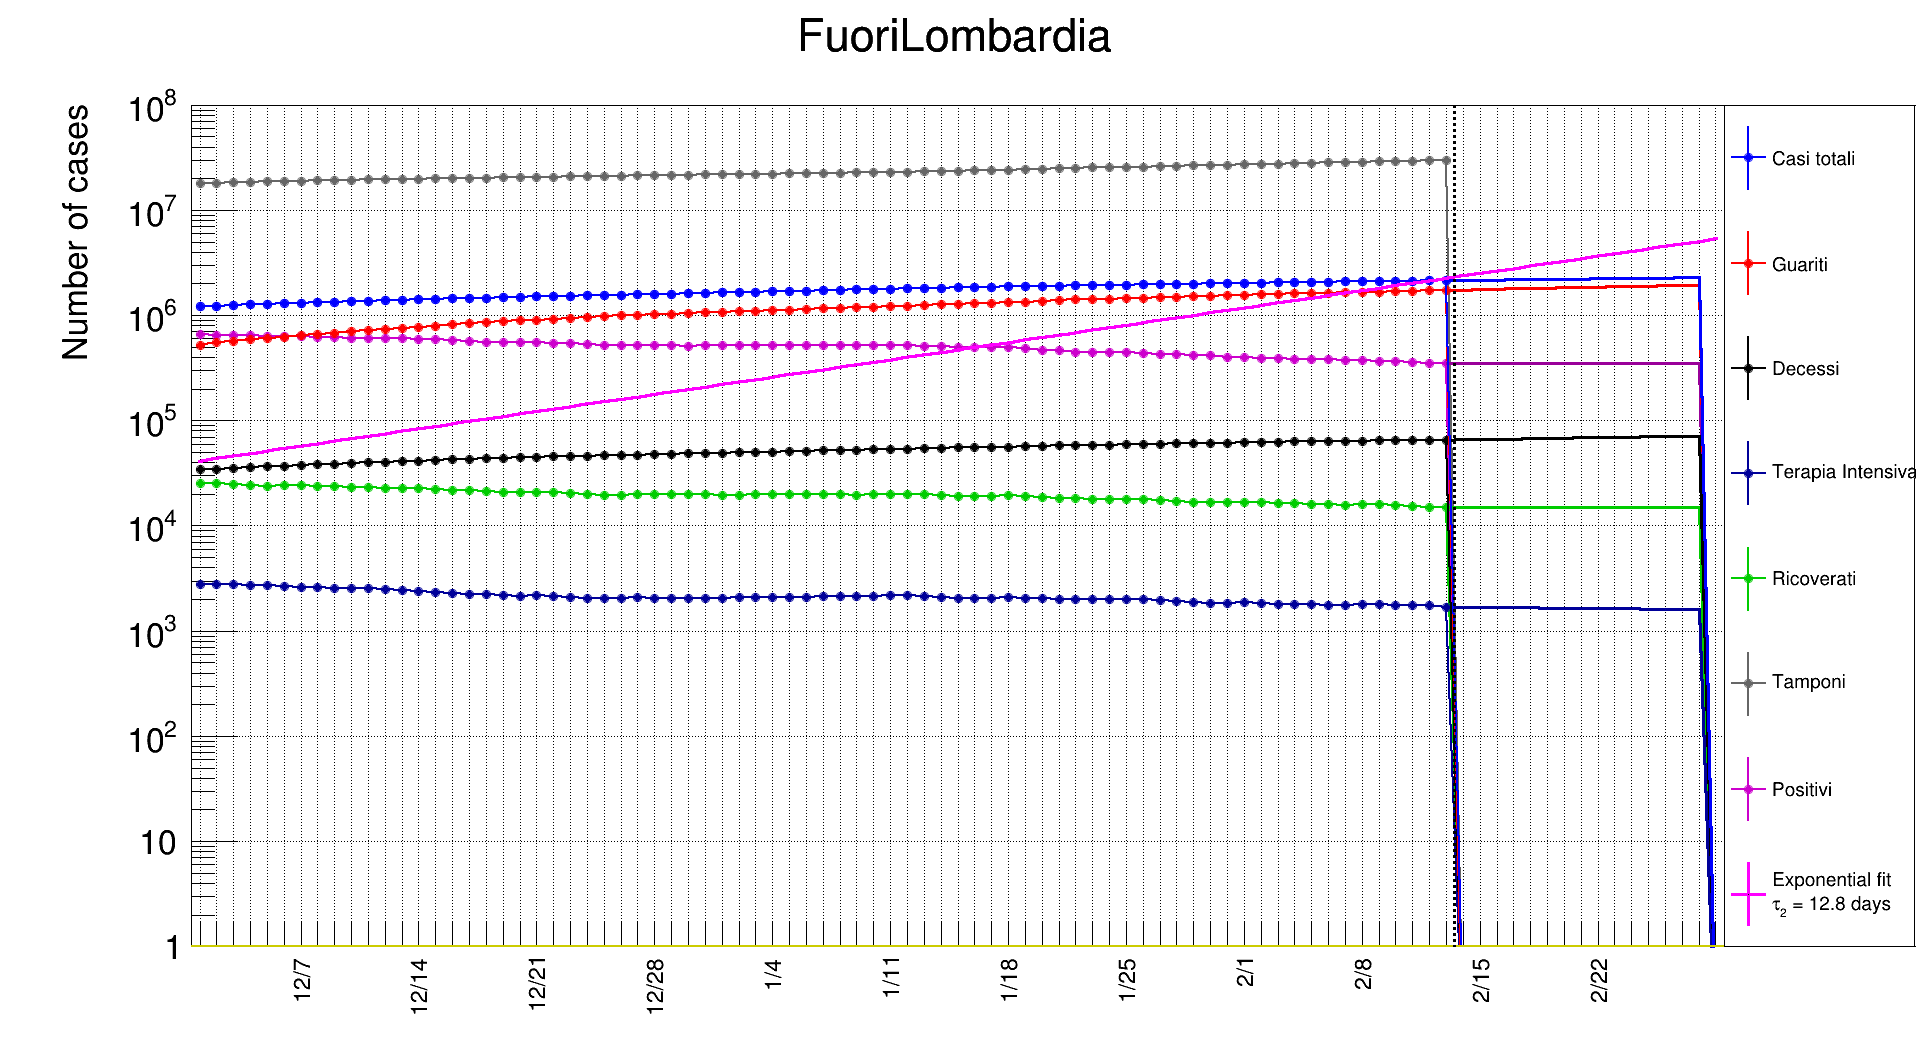 FuoriLombardia
Number of cases
10^8
10^7
10^6
10^5
10^4
10^3
10^2
10
1
12/7
12/14
12/21
12/28
1/4
1/11
1/18
1/25
2/1
2/8
2/15
2/22
Casi totali
Guariti
Decessi
Terapia Intensiva
Ricoverati
Tamponi
Positivi
Exponential fit
τ₂ = 12.8 days